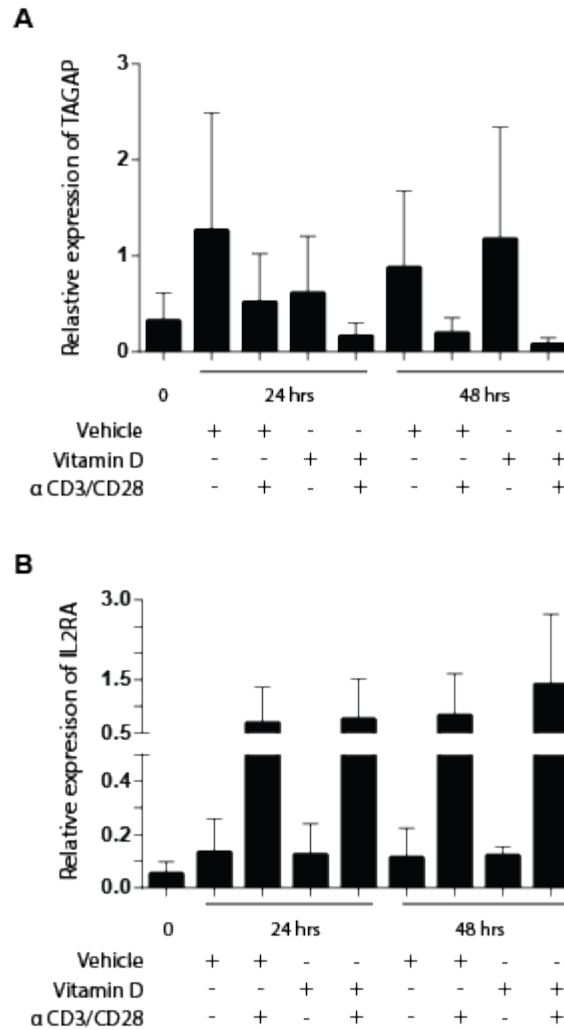 A
Relastive expression of TAGAP
3
2
1
0
0 24 hrs 48 hrs
Vehicle + + - - + + - -
Vitamin D - - + + - - + +
α CD3/CD28 - + - + - + - +
B
Relative expresison of IL2RA
3.0
1.5
0.5
0.4
0.2
0.0
0 24 hrs 48 hrs
Vehicle + + - - + + - -
Vitamin D - - + + - - + +
α CD3/CD28 - + - + - + - +